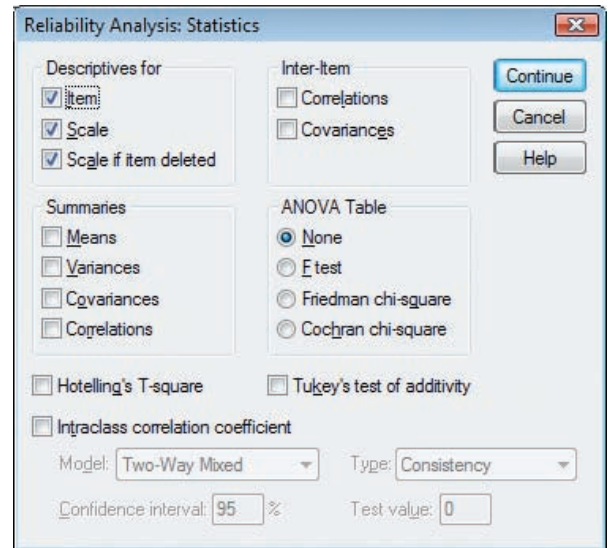 Reliability Analysis: Statistics
Descriptives for
Item
Scale
Scale if item deleted
Inter-Item
Correlations
Covariances
Continue
Cancel
Help
Summaries
Means
Variances
Covariances
Correlations
ANOVA Table
None
F test
Friedman chi-square
Cochran chi-square
Hotelling's T-square
Tukey's test of additivity
Intraclass correlation coefficient
Model: Two-Way Mixed
Type: Consistency
Confidence interval: 95 %
Test value: 0